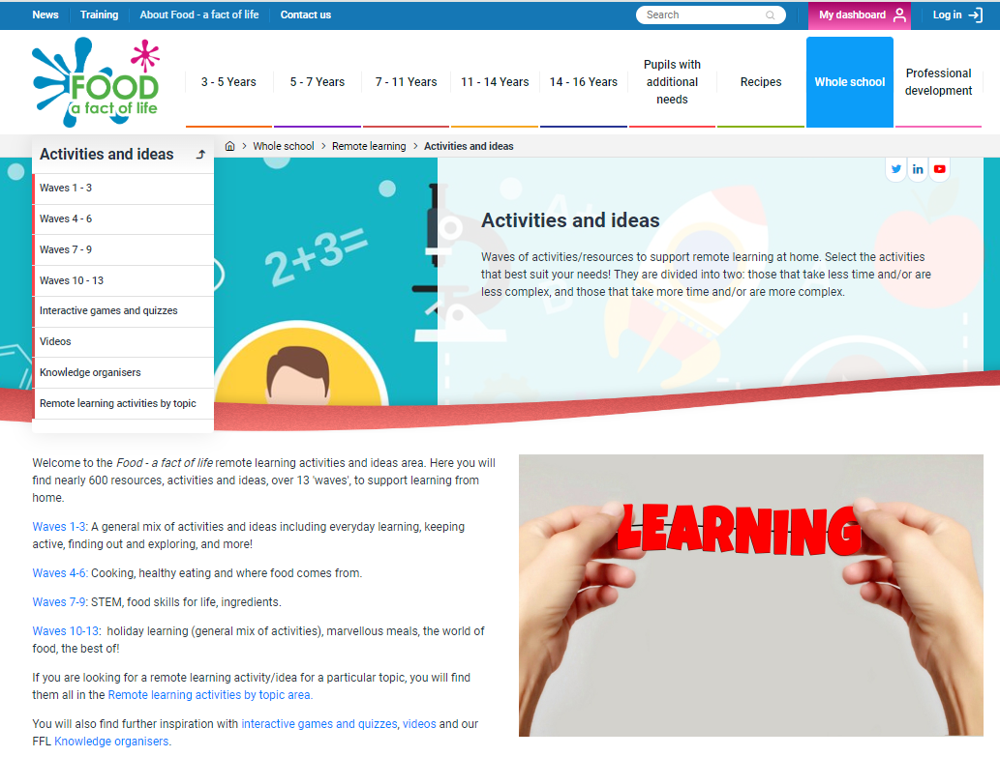 News Training About Food - a fact of life Contact us Search My dashboard Log in
FOOD
a fact of life
3 - 5 Years 5 - 7 Years 7 - 11 Years 11 - 14 Years 14 - 16 Years
Pupils with
additional
needs
Recipes
Whole school
Professional
development
Activities and ideas
Whole school > Remote learning > Activities and ideas
Waves 1 - 3
Waves 4 - 6
Waves 7 - 9
Waves 10 - 13
Interactive games and quizzes
Videos
Knowledge organisers
Remote learning activities by topic
2+3=
A+
Activities and ideas
Waves of activities/resources to support remote learning at home. Select the activities
that best suit your needs! They are divided into two: those that take less time and/or are
less complex, and those that take more time and/or are more complex.
Welcome to the Food - a fact of life remote learning activities and ideas area. Here you will
find nearly 600 resources, activities and ideas, over 13 'waves', to support learning from
home.
Waves 1-3: A general mix of activities and ideas including everyday learning, keeping
active, finding out and exploring, and more!
Waves 4-6: Cooking, healthy eating and where food comes from.
Waves 7-9: STEM, food skills for life, ingredients.
Waves 10-13: holiday learning (general mix of activities), marvellous meals, the world of
food, the best of!
If you are looking for a remote learning activity/idea for a particular topic, you will find
them all in the Remote learning activities by topic area.
You will also find further inspiration with interactive games and quizzes, videos and our
FFL Knowledge organisers.
LEARNING